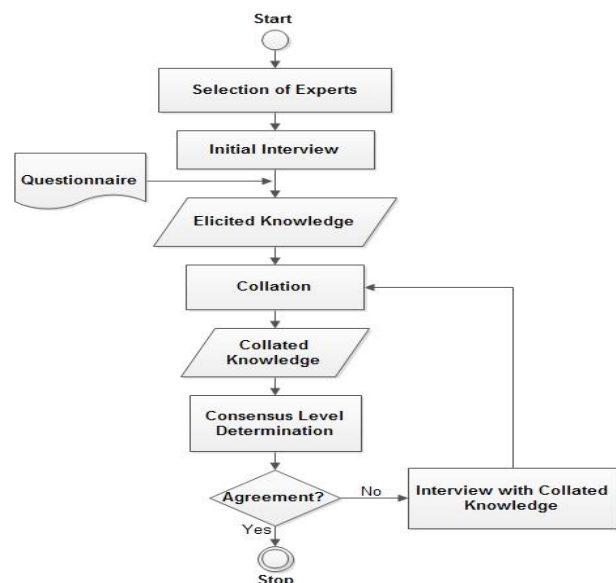 Start
Selection of Experts
Initial Interview
Questionnaire
Elicited Knowledge
Collation
Collated
Knowledge
Consensus Level
Determination
Agreement?
No
Interview with Collated
Knowledge
Yes
Stop